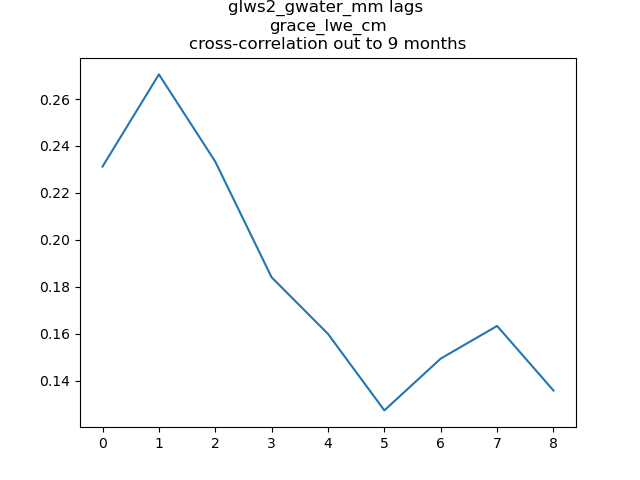 glws2_gwater_mm lags
grace_lwe_cm
cross-correlation out to 9 months
0.26
0.24
0.22
0.20
0.18
0.16
0.14
0 1 2 3 4 5 6 7 8